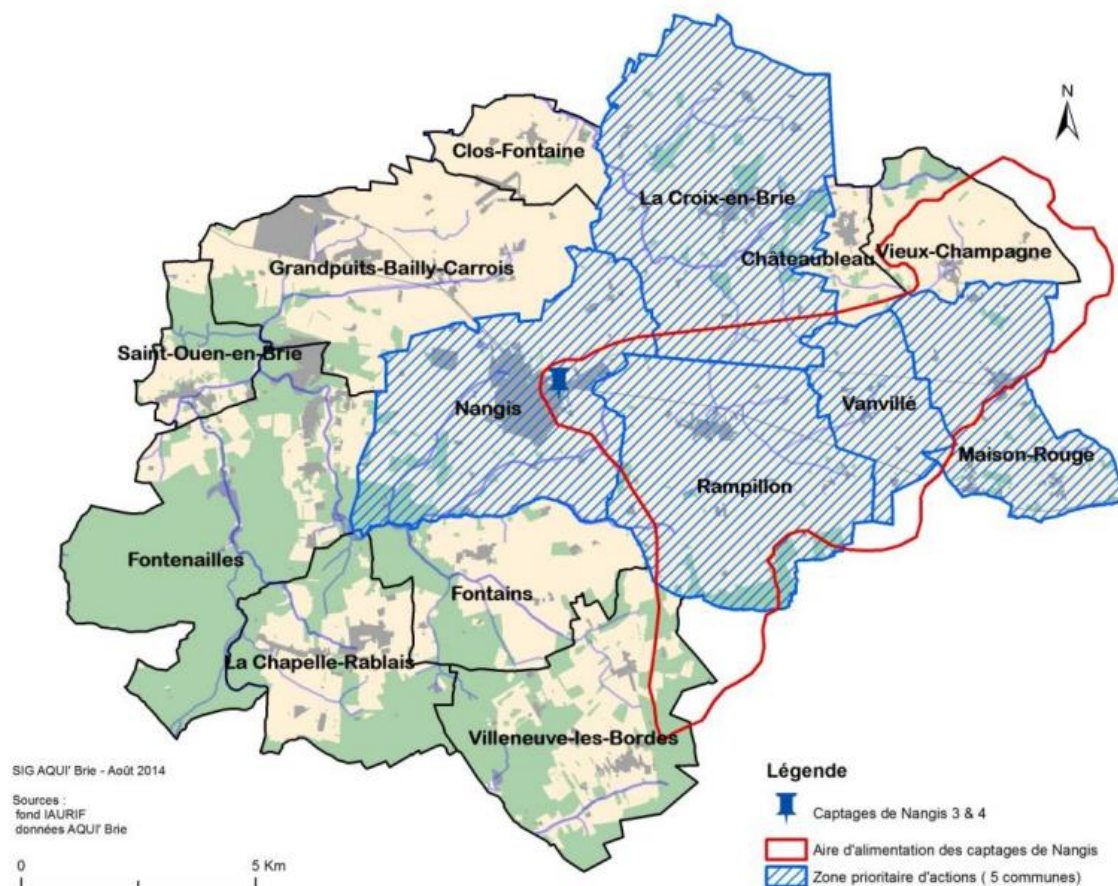 N
Clos-Fontaine
La Croix-en-Brie
Châteaubleau
Vieux-Champagne
Grandpuits-Bailly-Carrois
Saint-Ouen-en-Brie
Nangis
Vanvillé
Maison-Rouge
Rampillon
Fontenailles
Fontains
La Chapelle-Rablais
Villeneuve-les-Bordes
SIG AQUI' Brie - Août 2014
Sources :
fond IAURIF
données AQUI' Brie
0 5 Km
Légende
Captages de Nangis 3 & 4
Aire d'alimentation des captages de Nangis
Zone prioritaire d'actions ( 5 communes)